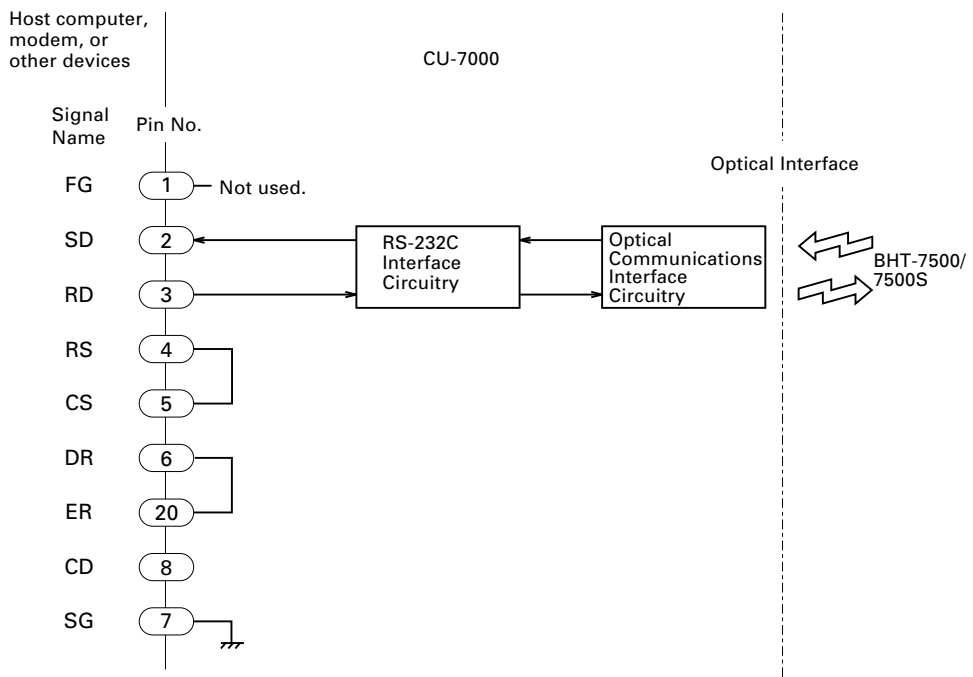 Host computer,
modem, or
other devices
CU-7000
Signal
Name
Pin No.
Optical Interface
FG
1
Not used.
SD
2
RS-232C
Interface
Circuitry
Optical
Communications
Interface
Circuitry
BHT-7500/
7500S
RD
3
RS
4
CS
5
DR
6
ER
20
CD
8
SG
7